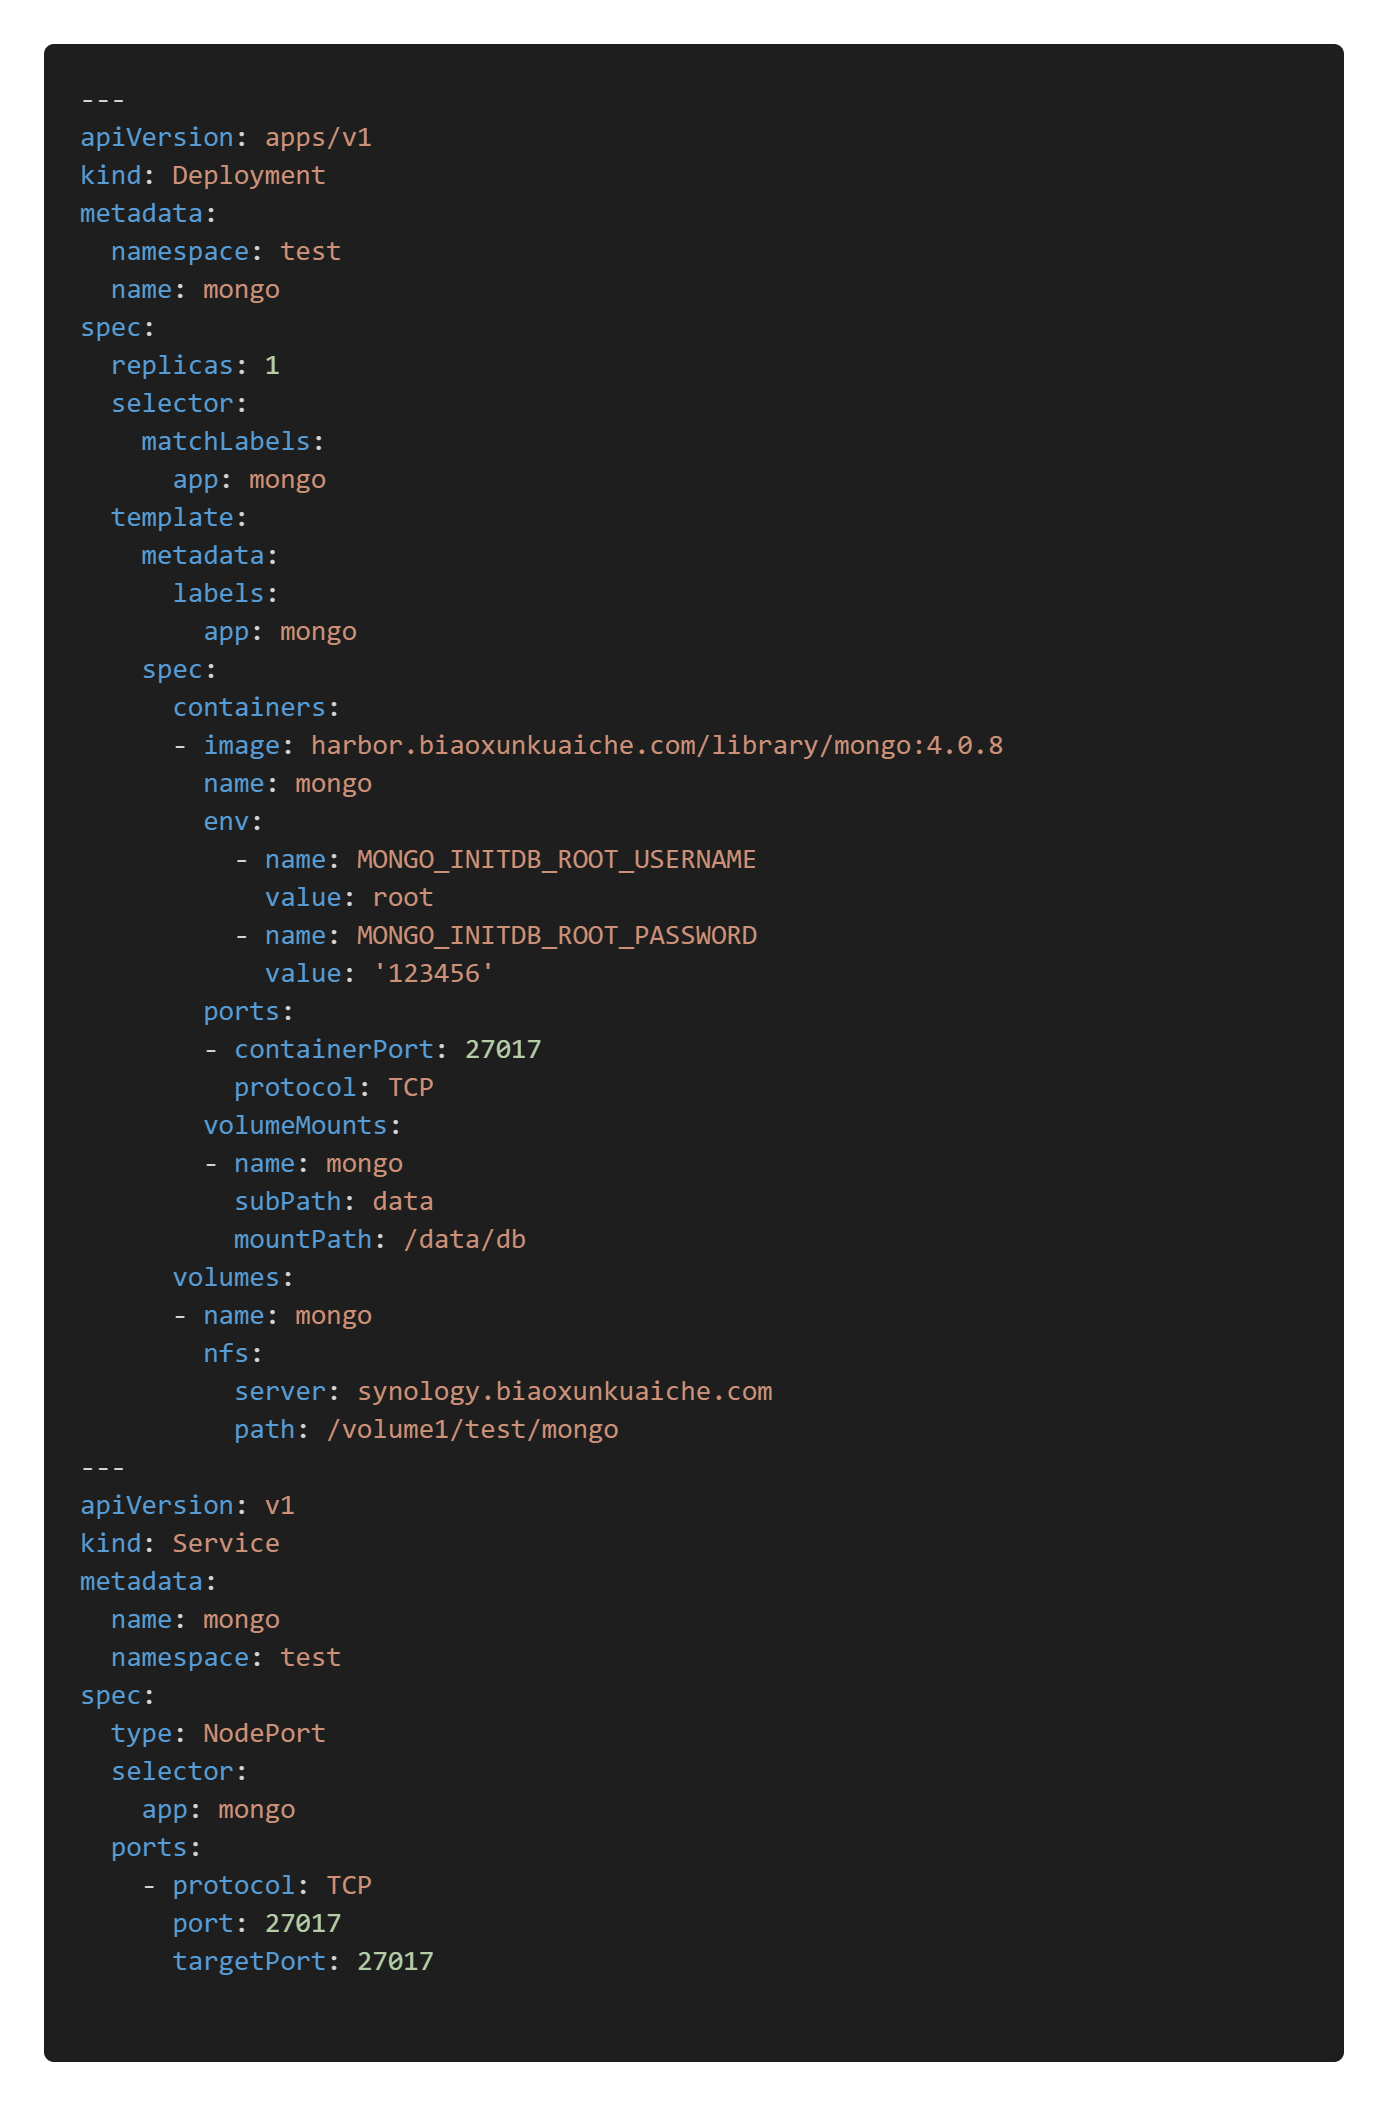 ---
apiVersion: apps/v1
kind: Deployment
metadata:
  namespace: test
  name: mongo
spec:
  replicas: 1
  selector:
    matchLabels:
      app: mongo
  template:
    metadata:
      labels:
        app: mongo
    spec:
      containers:
      - image: harbor.biaoxunkuaiche.com/library/mongo:4.0.8
        name: mongo
        env:
          - name: MONGO_INITDB_ROOT_USERNAME
            value: root
          - name: MONGO_INITDB_ROOT_PASSWORD
            value: '123456'
        ports:
        - containerPort: 27017
          protocol: TCP
        volumeMounts:
        - name: mongo
          subPath: data
          mountPath: /data/db
      volumes:
      - name: mongo
        nfs:
          server: synology.biaoxunkuaiche.com
          path: /volume1/test/mongo
---
apiVersion: v1
kind: Service
metadata:
  name: mongo
  namespace: test
spec:
  type: NodePort
  selector:
    app: mongo
  ports:
    - protocol: TCP
      port: 27017
      targetPort: 27017